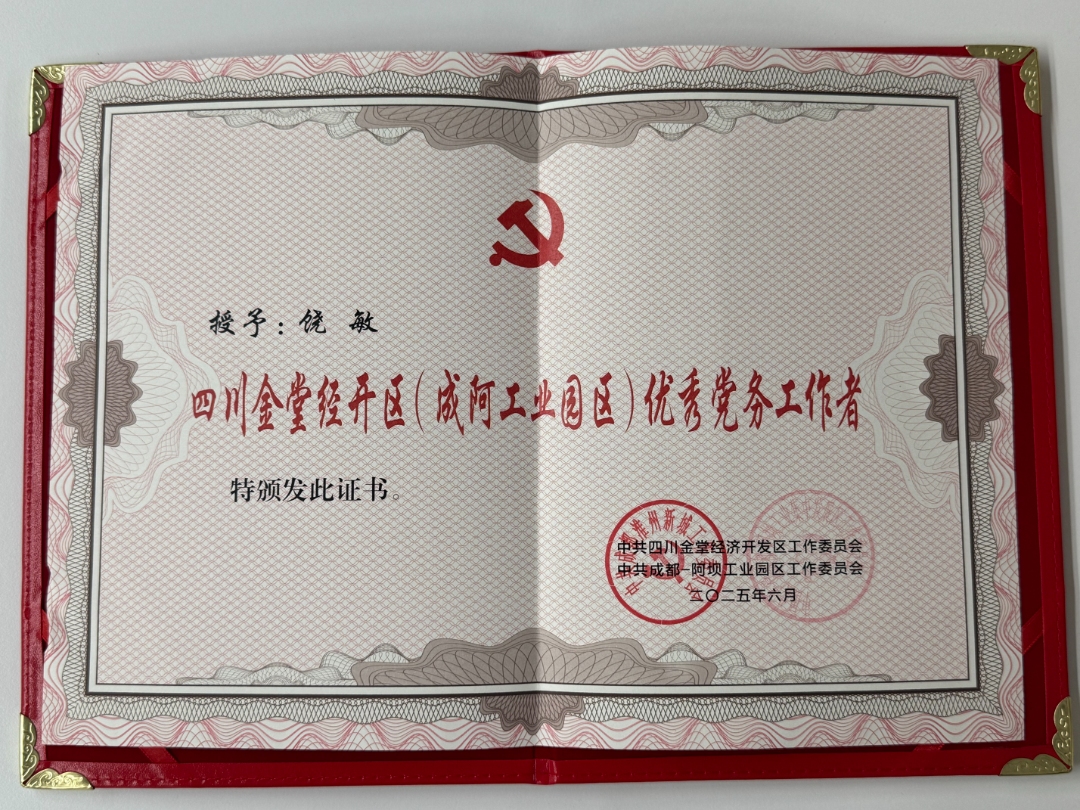 授予：饶 敏
四川金堂经开区（成阿工业园区）优秀党务工作者
特颁发此证书。
中共四川金堂经济开发区工作委员会
中共成都-阿坝工业园区工作委员会
二〇二五年六月